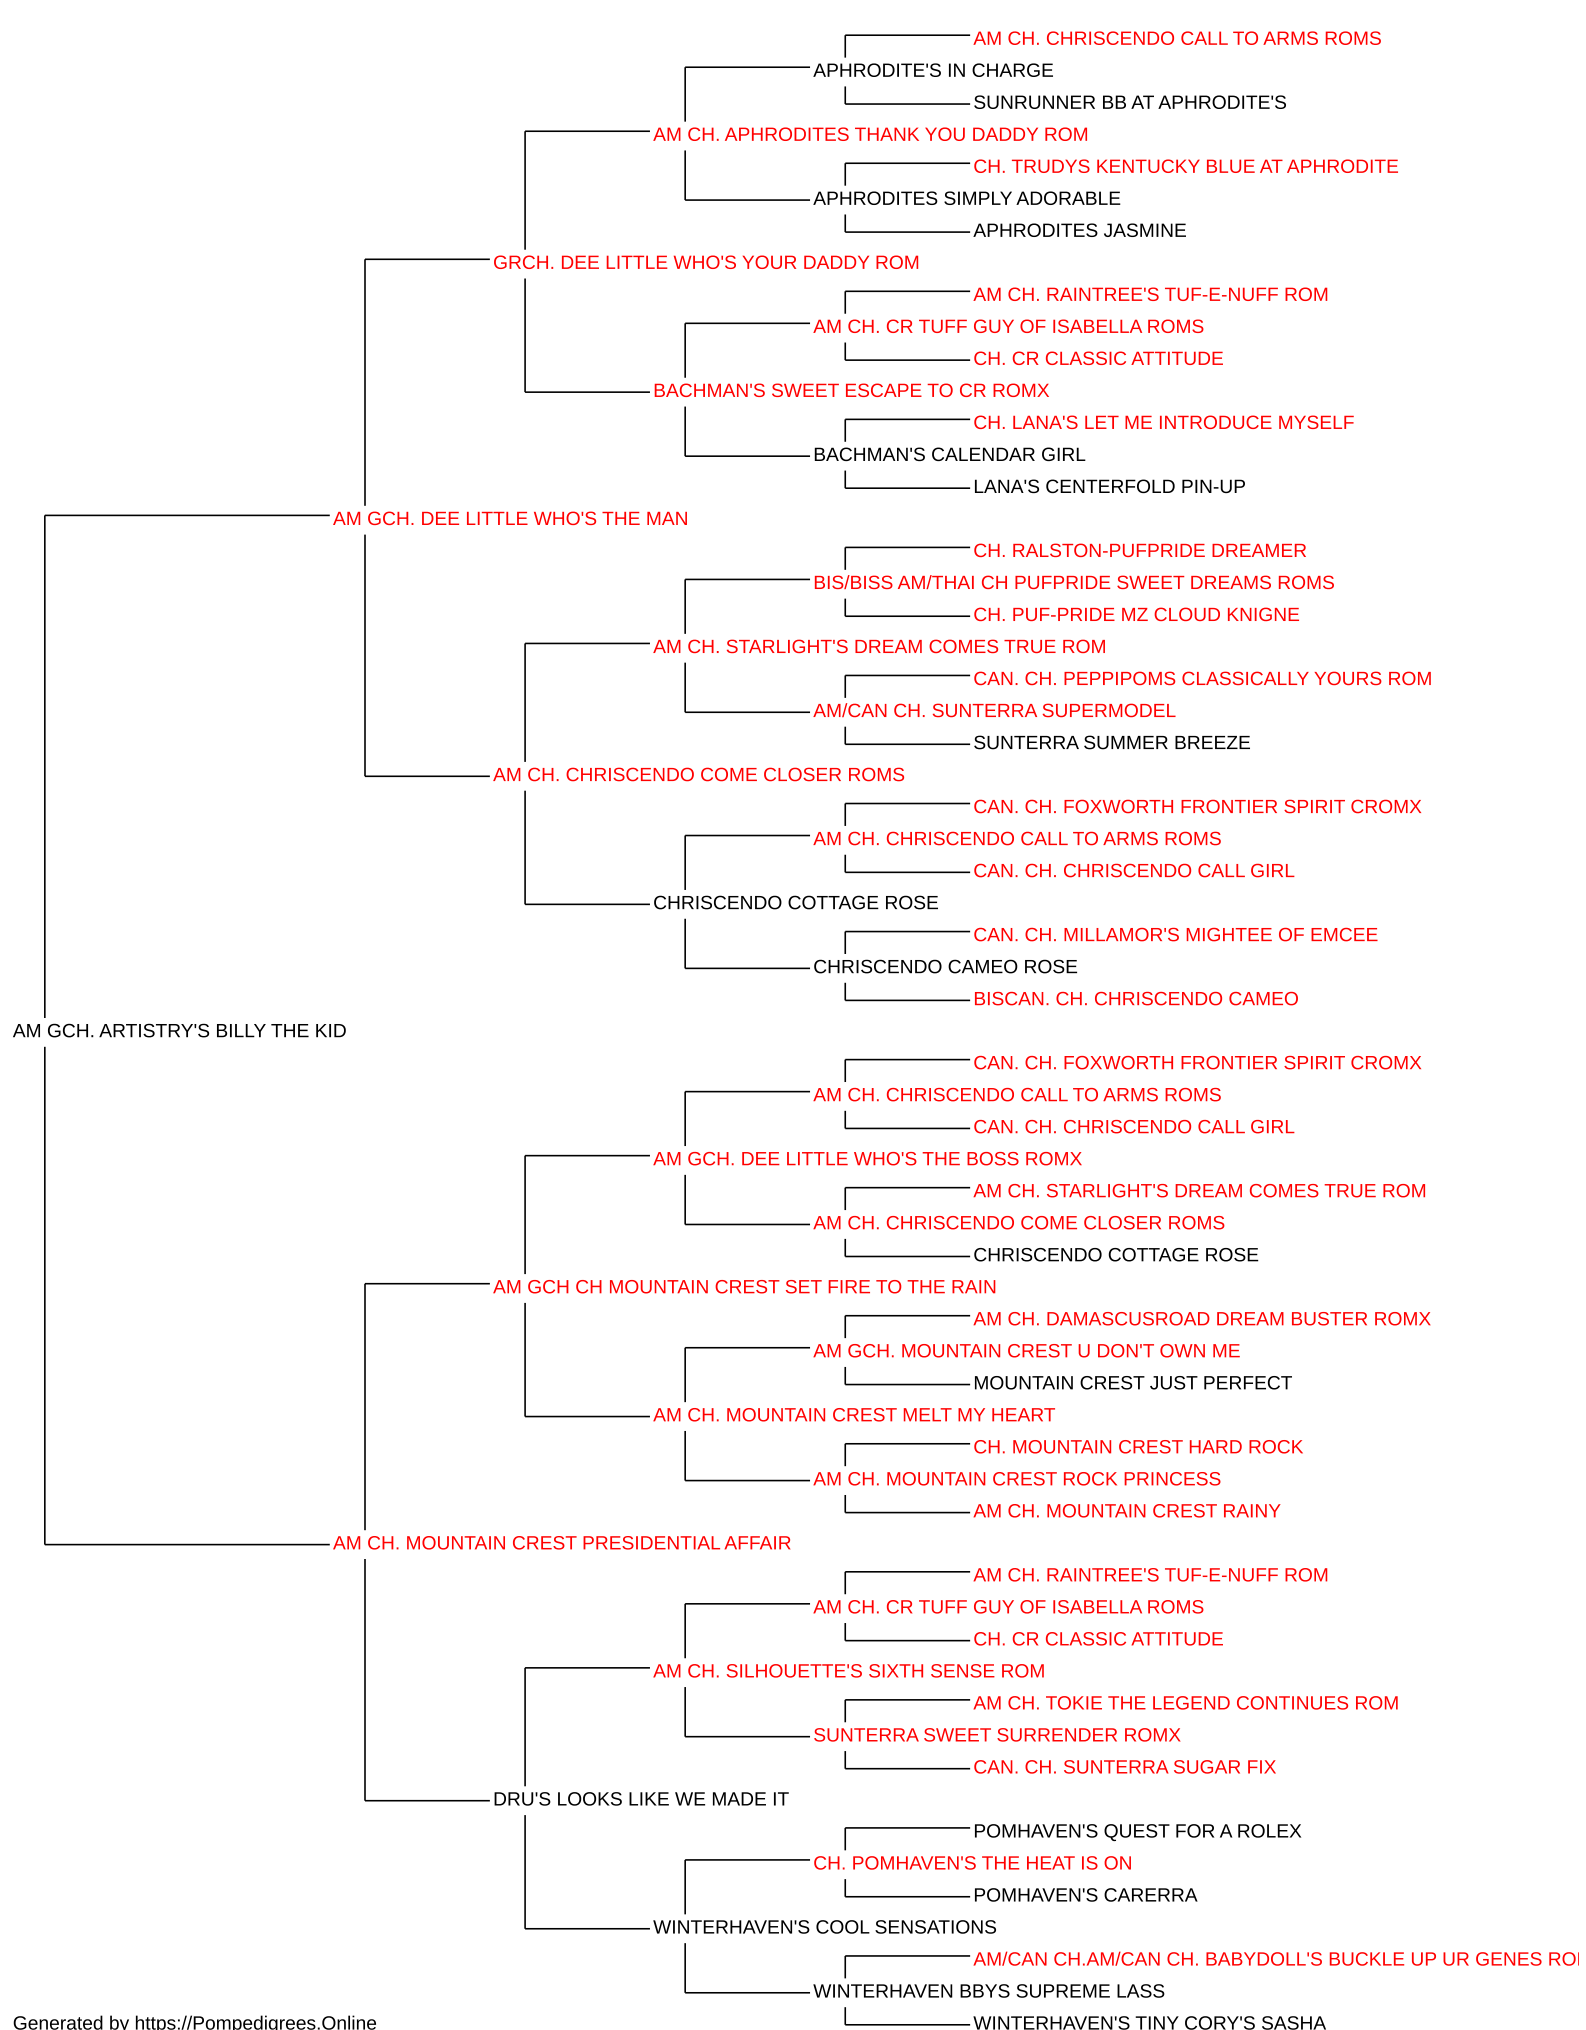 AM CH. CHRISCENDO CALL TO ARMS ROMS
APHRODITE'S IN CHARGE
SUNRUNNER BB AT APHRODITE'S
AM CH. APHRODITES THANK YOU DADDY ROM
CH. TRUDYS KENTUCKY BLUE AT APHRODITE
APHRODITES SIMPLY ADORABLE
APHRODITES JASMINE
GRCH. DEE LITTLE WHO'S YOUR DADDY ROM
AM CH. RAINTREE'S TUF-E-NUFF ROM
AM CH. CR TUFF GUY OF ISABELLA ROMS
CH. CR CLASSIC ATTITUDE
BACHMAN'S SWEET ESCAPE TO CR ROMX
CH. LANA'S LET ME INTRODUCE MYSELF
BACHMAN'S CALENDAR GIRL
LANA'S CENTERFOLD PIN-UP
AM GCH. DEE LITTLE WHO'S THE MAN
CH. RALSTON-PUFPRIDE DREAMER
BIS/BISS AM/THAI CH PUFPRIDE SWEET DREAMS ROMS
CH. PUF-PRIDE MZ CLOUD KNIGNE
AM CH. STARLIGHT'S DREAM COMES TRUE ROM
CAN. CH. PEPPIPOMS CLASSICALLY YOURS ROM
AM/CAN CH. SUNTERRA SUPERMODEL
SUNTERRA SUMMER BREEZE
AM CH. CHRISCENDO COME CLOSER ROMS
CAN. CH. FOXWORTH FRONTIER SPIRIT CROMX
AM CH. CHRISCENDO CALL TO ARMS ROMS
CAN. CH. CHRISCENDO CALL GIRL
CHRISCENDO COTTAGE ROSE
CAN. CH. MILLAMOR'S MIGHTEE OF EMCEE
CHRISCENDO CAMEO ROSE
BISCAN. CH. CHRISCENDO CAMEO
AM GCH. ARTISTRY'S BILLY THE KID
CAN. CH. FOXWORTH FRONTIER SPIRIT CROMX
AM CH. CHRISCENDO CALL TO ARMS ROMS
CAN. CH. CHRISCENDO CALL GIRL
AM GCH. DEE LITTLE WHO'S THE BOSS ROMX
AM CH. STARLIGHT'S DREAM COMES TRUE ROM
AM CH. CHRISCENDO COME CLOSER ROMS
CHRISCENDO COTTAGE ROSE
AM GCH CH MOUNTAIN CREST SET FIRE TO THE RAIN
AM CH. DAMASCUSROAD DREAM BUSTER ROMX
AM GCH. MOUNTAIN CREST U DON'T OWN ME
MOUNTAIN CREST JUST PERFECT
AM CH. MOUNTAIN CREST MELT MY HEART
CH. MOUNTAIN CREST HARD ROCK
AM CH. MOUNTAIN CREST ROCK PRINCESS
AM CH. MOUNTAIN CREST RAINY
AM CH. MOUNTAIN CREST PRESIDENTIAL AFFAIR
AM CH. RAINTREE'S TUF-E-NUFF ROM
AM CH. CR TUFF GUY OF ISABELLA ROMS
CH. CR CLASSIC ATTITUDE
AM CH. SILHOUETTE'S SIXTH SENSE ROM
AM CH. TOKIE THE LEGEND CONTINUES ROM
SUNTERRA SWEET SURRENDER ROMX
CAN. CH. SUNTERRA SUGAR FIX
DRU'S LOOKS LIKE WE MADE IT
POMHAVEN'S QUEST FOR A ROLEX
CH. POMHAVEN'S THE HEAT IS ON
POMHAVEN'S CARERRA
WINTERHAVEN'S COOL SENSATIONS
AM/CAN CH.AM/CAN CH. BABYDOLL'S BUCKLE UP UR GENES
WINTERHAVEN BBYS SUPREME LASS
WINTERHAVEN'S TINY CORY'S SASHA
Generated by https://Pompedigrees.Online